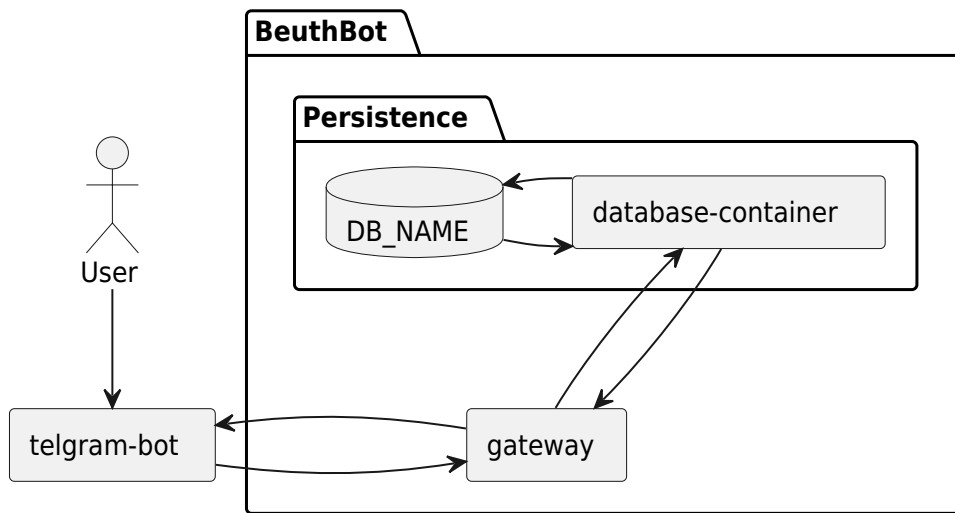 BeuthBot
Persistence
DB_NAME
database-container
User
telgram-bot
gateway